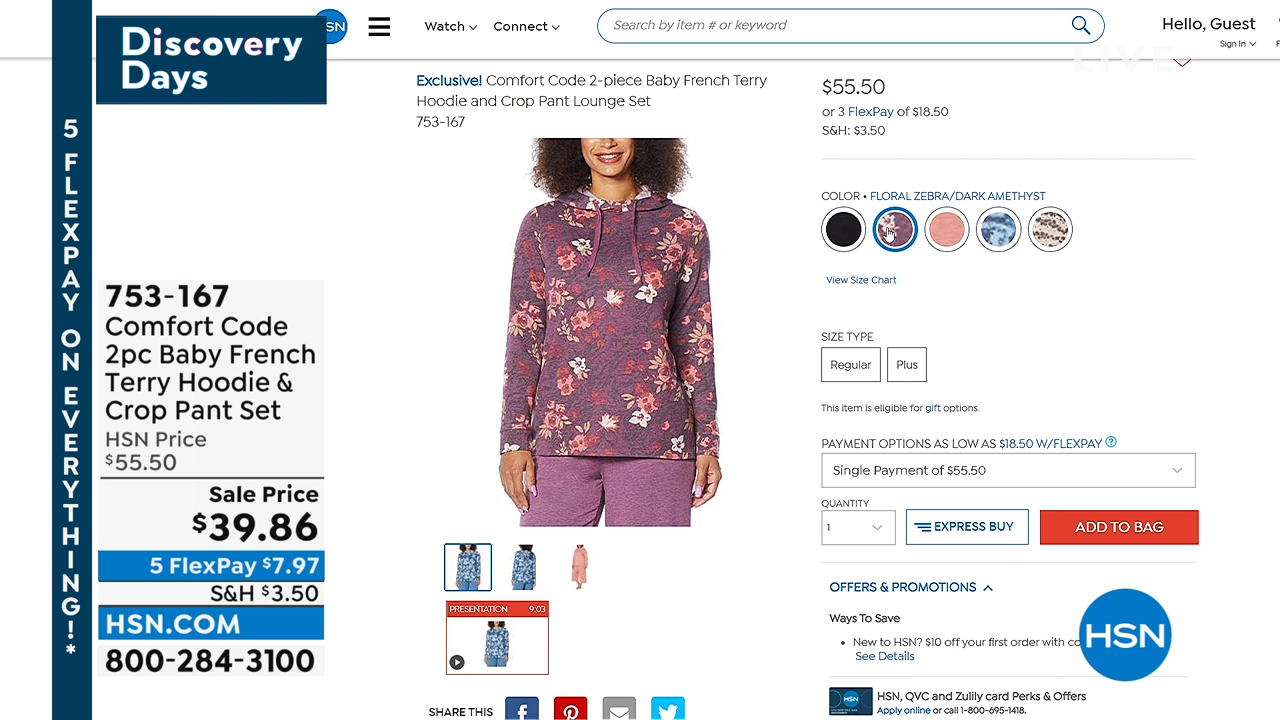 5 FLEXPAY ON EVERYTHING!*
Discovery
Days
753-167
Comfort Code
2pc Baby French
Terry Hoodie &
Crop Pant Set
HSN Price
$55.50
Sale Price
$39.86
5 FlexPay $7.97
S&H $3.50
HSN.COM
800-284-3100
SN
Watch
Connect
Search by item # or keyword
Hello, Guest
Sign In
LIVE
Exclusive! Comfort Code 2-piece Baby French Terry
Hoodie and Crop Pant Lounge Set
753-167
PRESENTATION 9:03
SHARE THIS
$55.50
or 3 FlexPay of $18.50
S&H: $3.50
COLOR • FLORAL ZEBRA/DARK AMETHYST
View Size Chart
SIZE TYPE
Regular
Plus
This item is eligible for gift options.
PAYMENT OPTIONS AS LOW AS $18.50 W/FLEXPAY ?
Single Payment of $55.50
QUANTITY
1
EXPRESS BUY
ADD TO BAG
OFFERS & PROMOTIONS
Ways To Save
• New to HSN? $10 off your first order with co
See Details
HSN
HSN, QVC and Zulily card Perks & Offers
Apply online or call 1-800-695-1418.